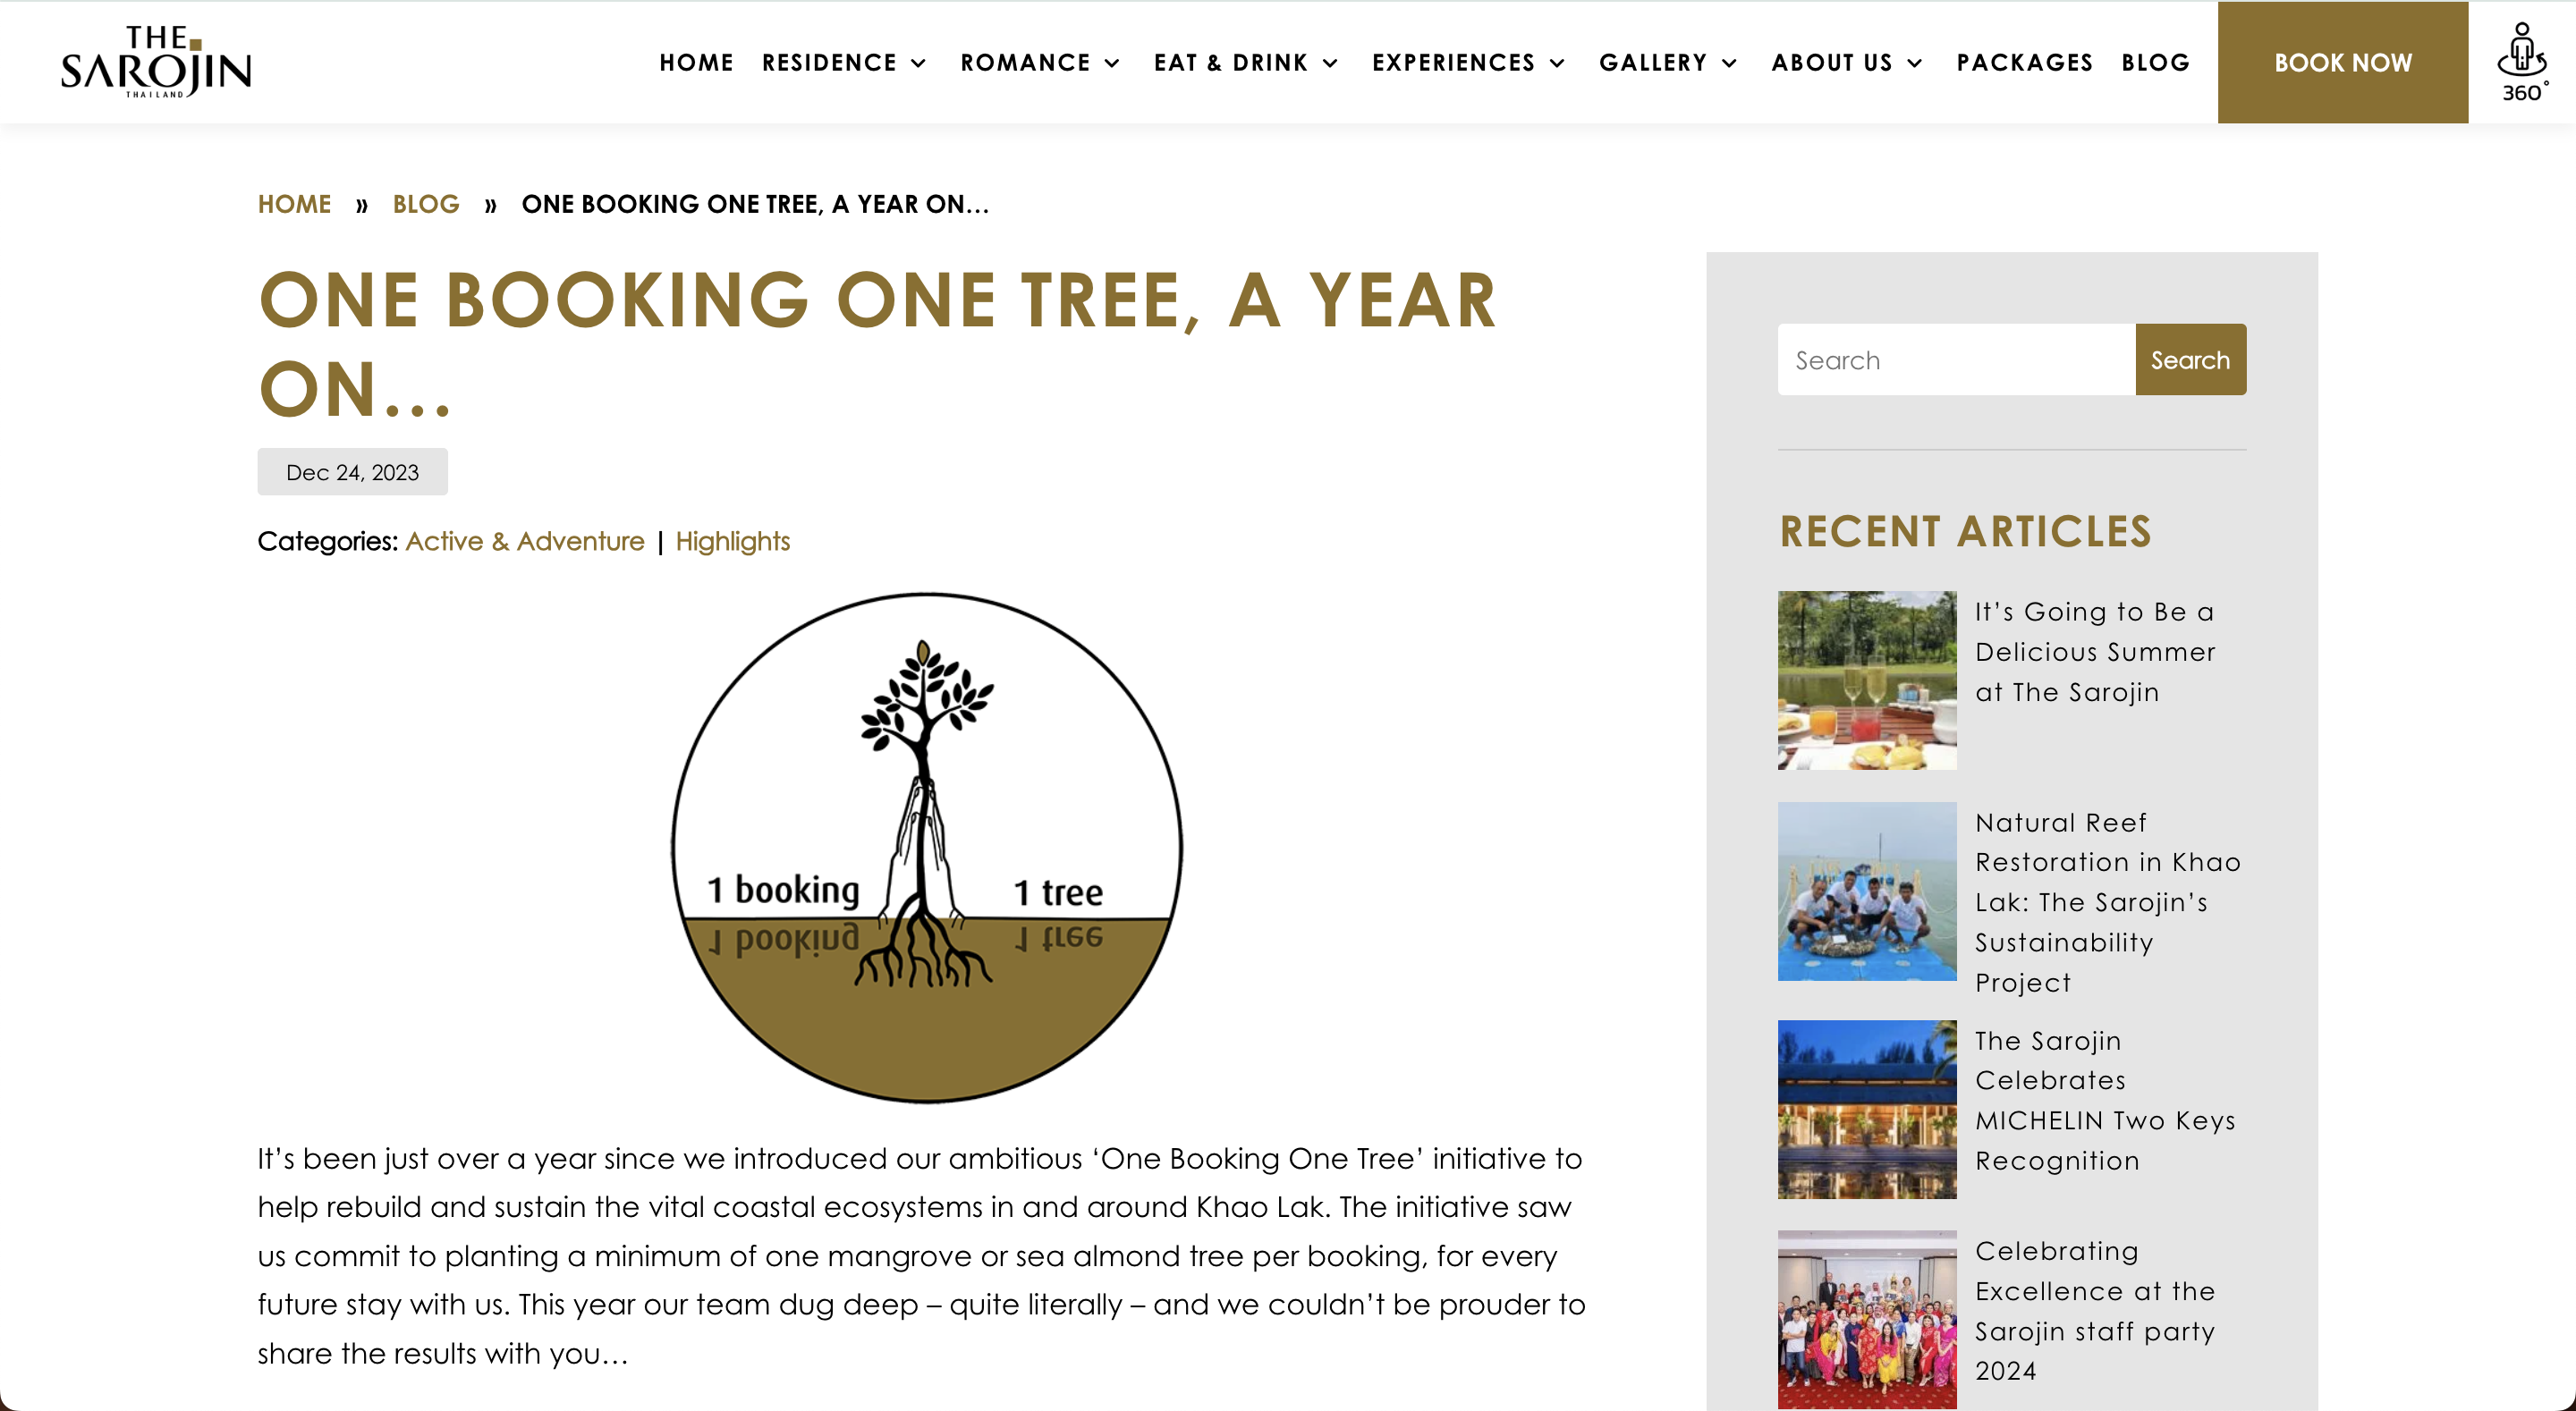 THE
SAROJIN
THAILAND
HOME RESIDENCE ROMANCE EAT & DRINK EXPERIENCES GALLERY ABOUT US PACKAGES BLOG BOOK NOW
360°
HOME » BLOG » ONE BOOKING ONE TREE, A YEAR ON…
ONE BOOKING ONE TREE, A YEAR
ON…
Dec 24, 2023
Categories: Active & Adventure | Highlights
1 booking 1 tree
1 booking 1 tree
It’s been just over a year since we introduced our ambitious ‘One Booking One Tree’ initiative to
help rebuild and sustain the vital coastal ecosystems in and around Khao Lak. The initiative saw
us commit to planting a minimum of one mangrove or sea almond tree per booking, for every
future stay with us. This year our team dug deep – quite literally – and we couldn’t be prouder to
share the results with you…
Search Search
RECENT ARTICLES
It’s Going to Be a
Delicious Summer
at The Sarojin
Natural Reef
Restoration in Khao
Lak: The Sarojin’s
Sustainability
Project
The Sarojin
Celebrates
MICHELIN Two Keys
Recognition
Celebrating
Excellence at the
Sarojin staff party
2024